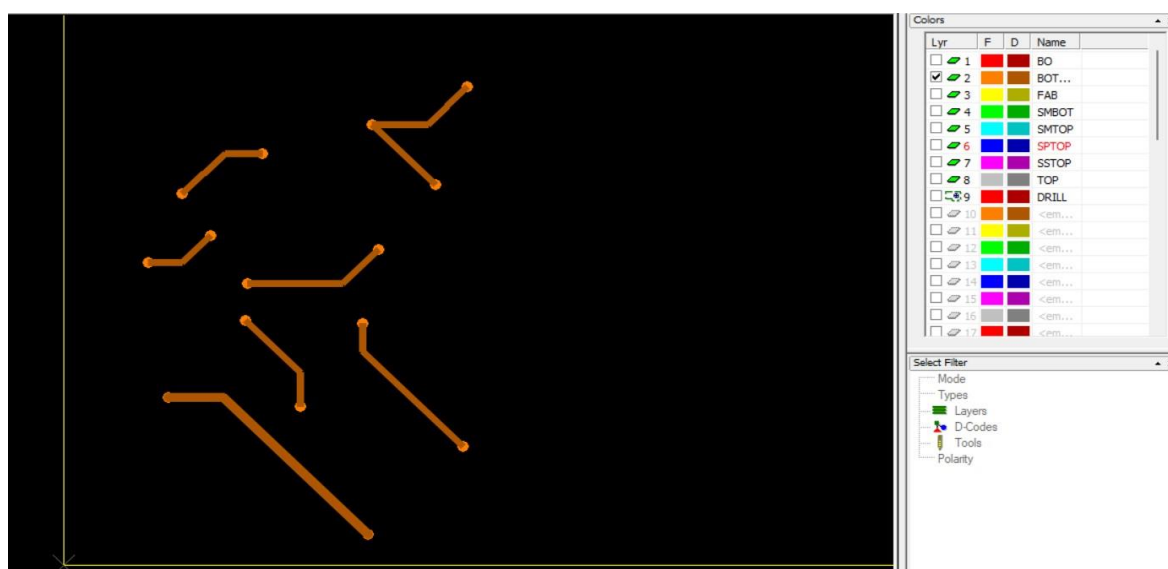 Colors
Lyr F D Name
1 BO
2 BOT...
3 FAB
4 SMBOT
5 SMTOP
6 SPTOP
7 SSTOP
8 TOP
9 DRILL
10 <em...
11 <em...
12 <em...
13 <em...
14 <em...
15 <em...
16 <em...
17 <em...
Select Filter
Mode
Types
Layers
D-Codes
Tools
Polarity